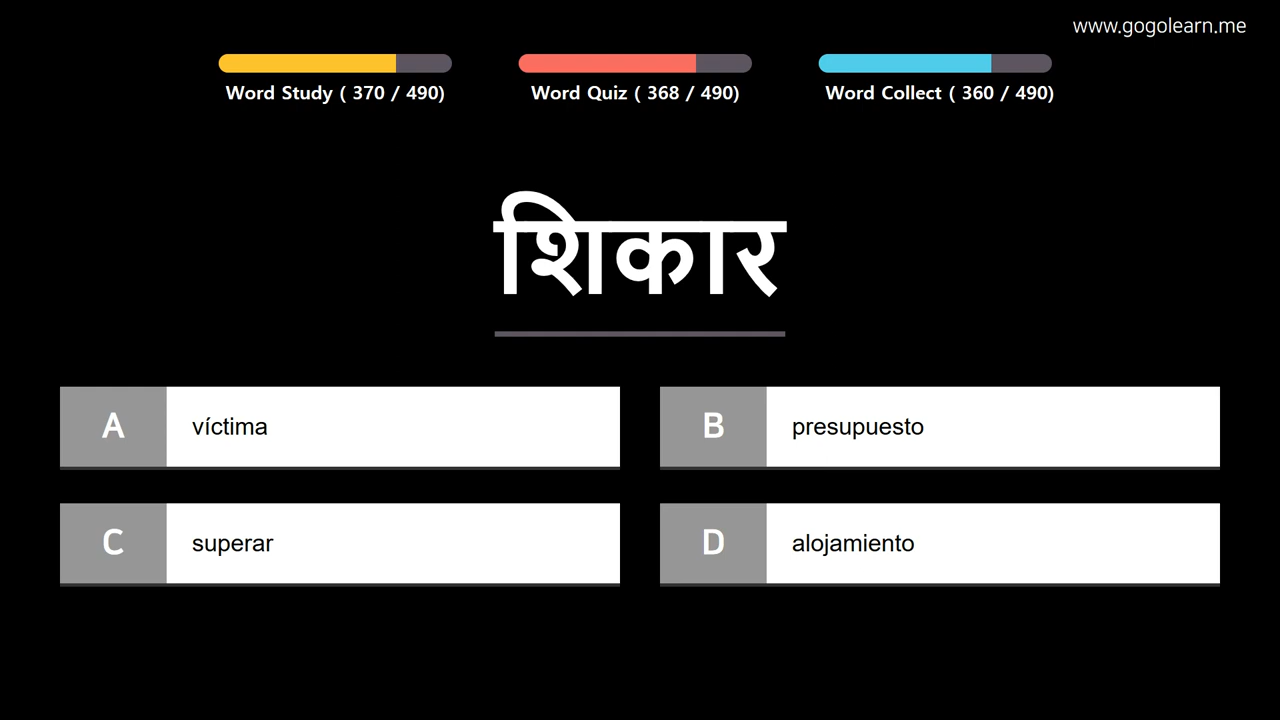 www.gogolearn.me
Word Study ( 370 / 490)
Word Quiz ( 368 / 490)
Word Collect ( 360 / 490)
शिकार
A víctima
B presupuesto
C superar
D alojamiento